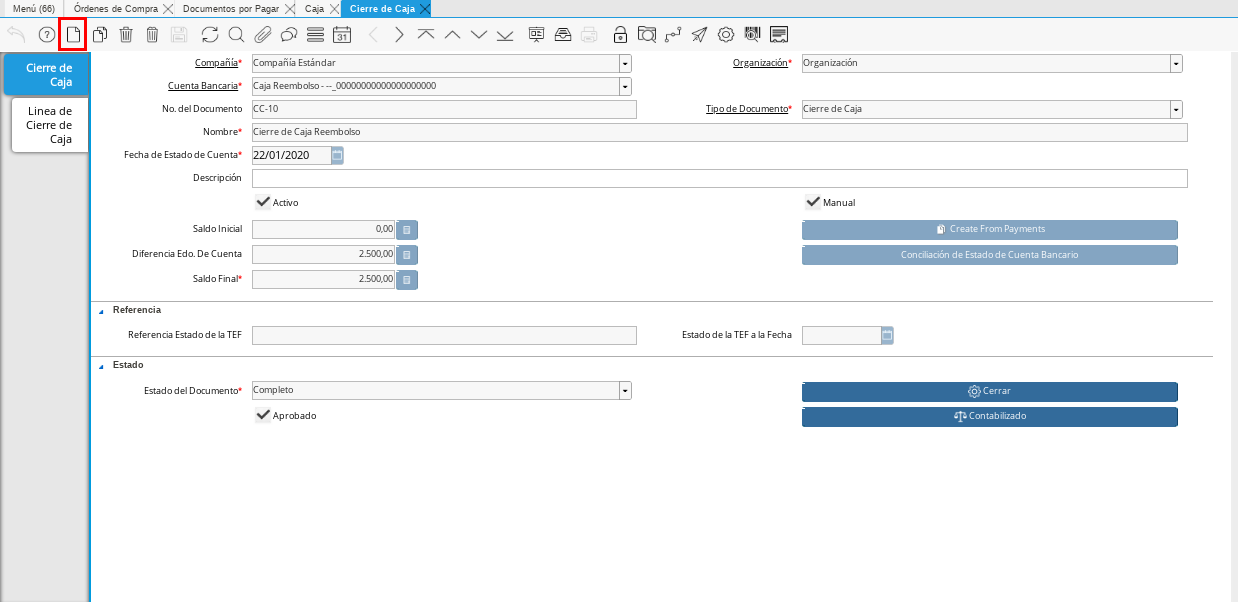 Menú (66) Órdenes de Compra Documentos por Pagar Caja Cierre de Caja
31
Cierre de
Caja
Linea de
Cierre de
Caja
Compañía* Compañía Estándar Organización* Organización
Cuenta Bancaria* Caja Reembolso - --_00000000000000000000
No. del Documento CC-10 Tipo de Documento* Cierre de Caja
Nombre* Cierre de Caja Reembolso
Fecha de Estado de Cuenta* 22/01/2020
Descripción
Activo Manual
Saldo Inicial 0,00 Create From Payments
Diferencia Edo. De Cuenta 2.500,00 Conciliación de Estado de Cuenta Bancario
Saldo Final* 2.500,00
Referencia
Referencia Estado de la TEF Estado de la TEF a la Fecha
Estado
Estado del Documento* Completo Cerrar
Aprobado Contabilizado